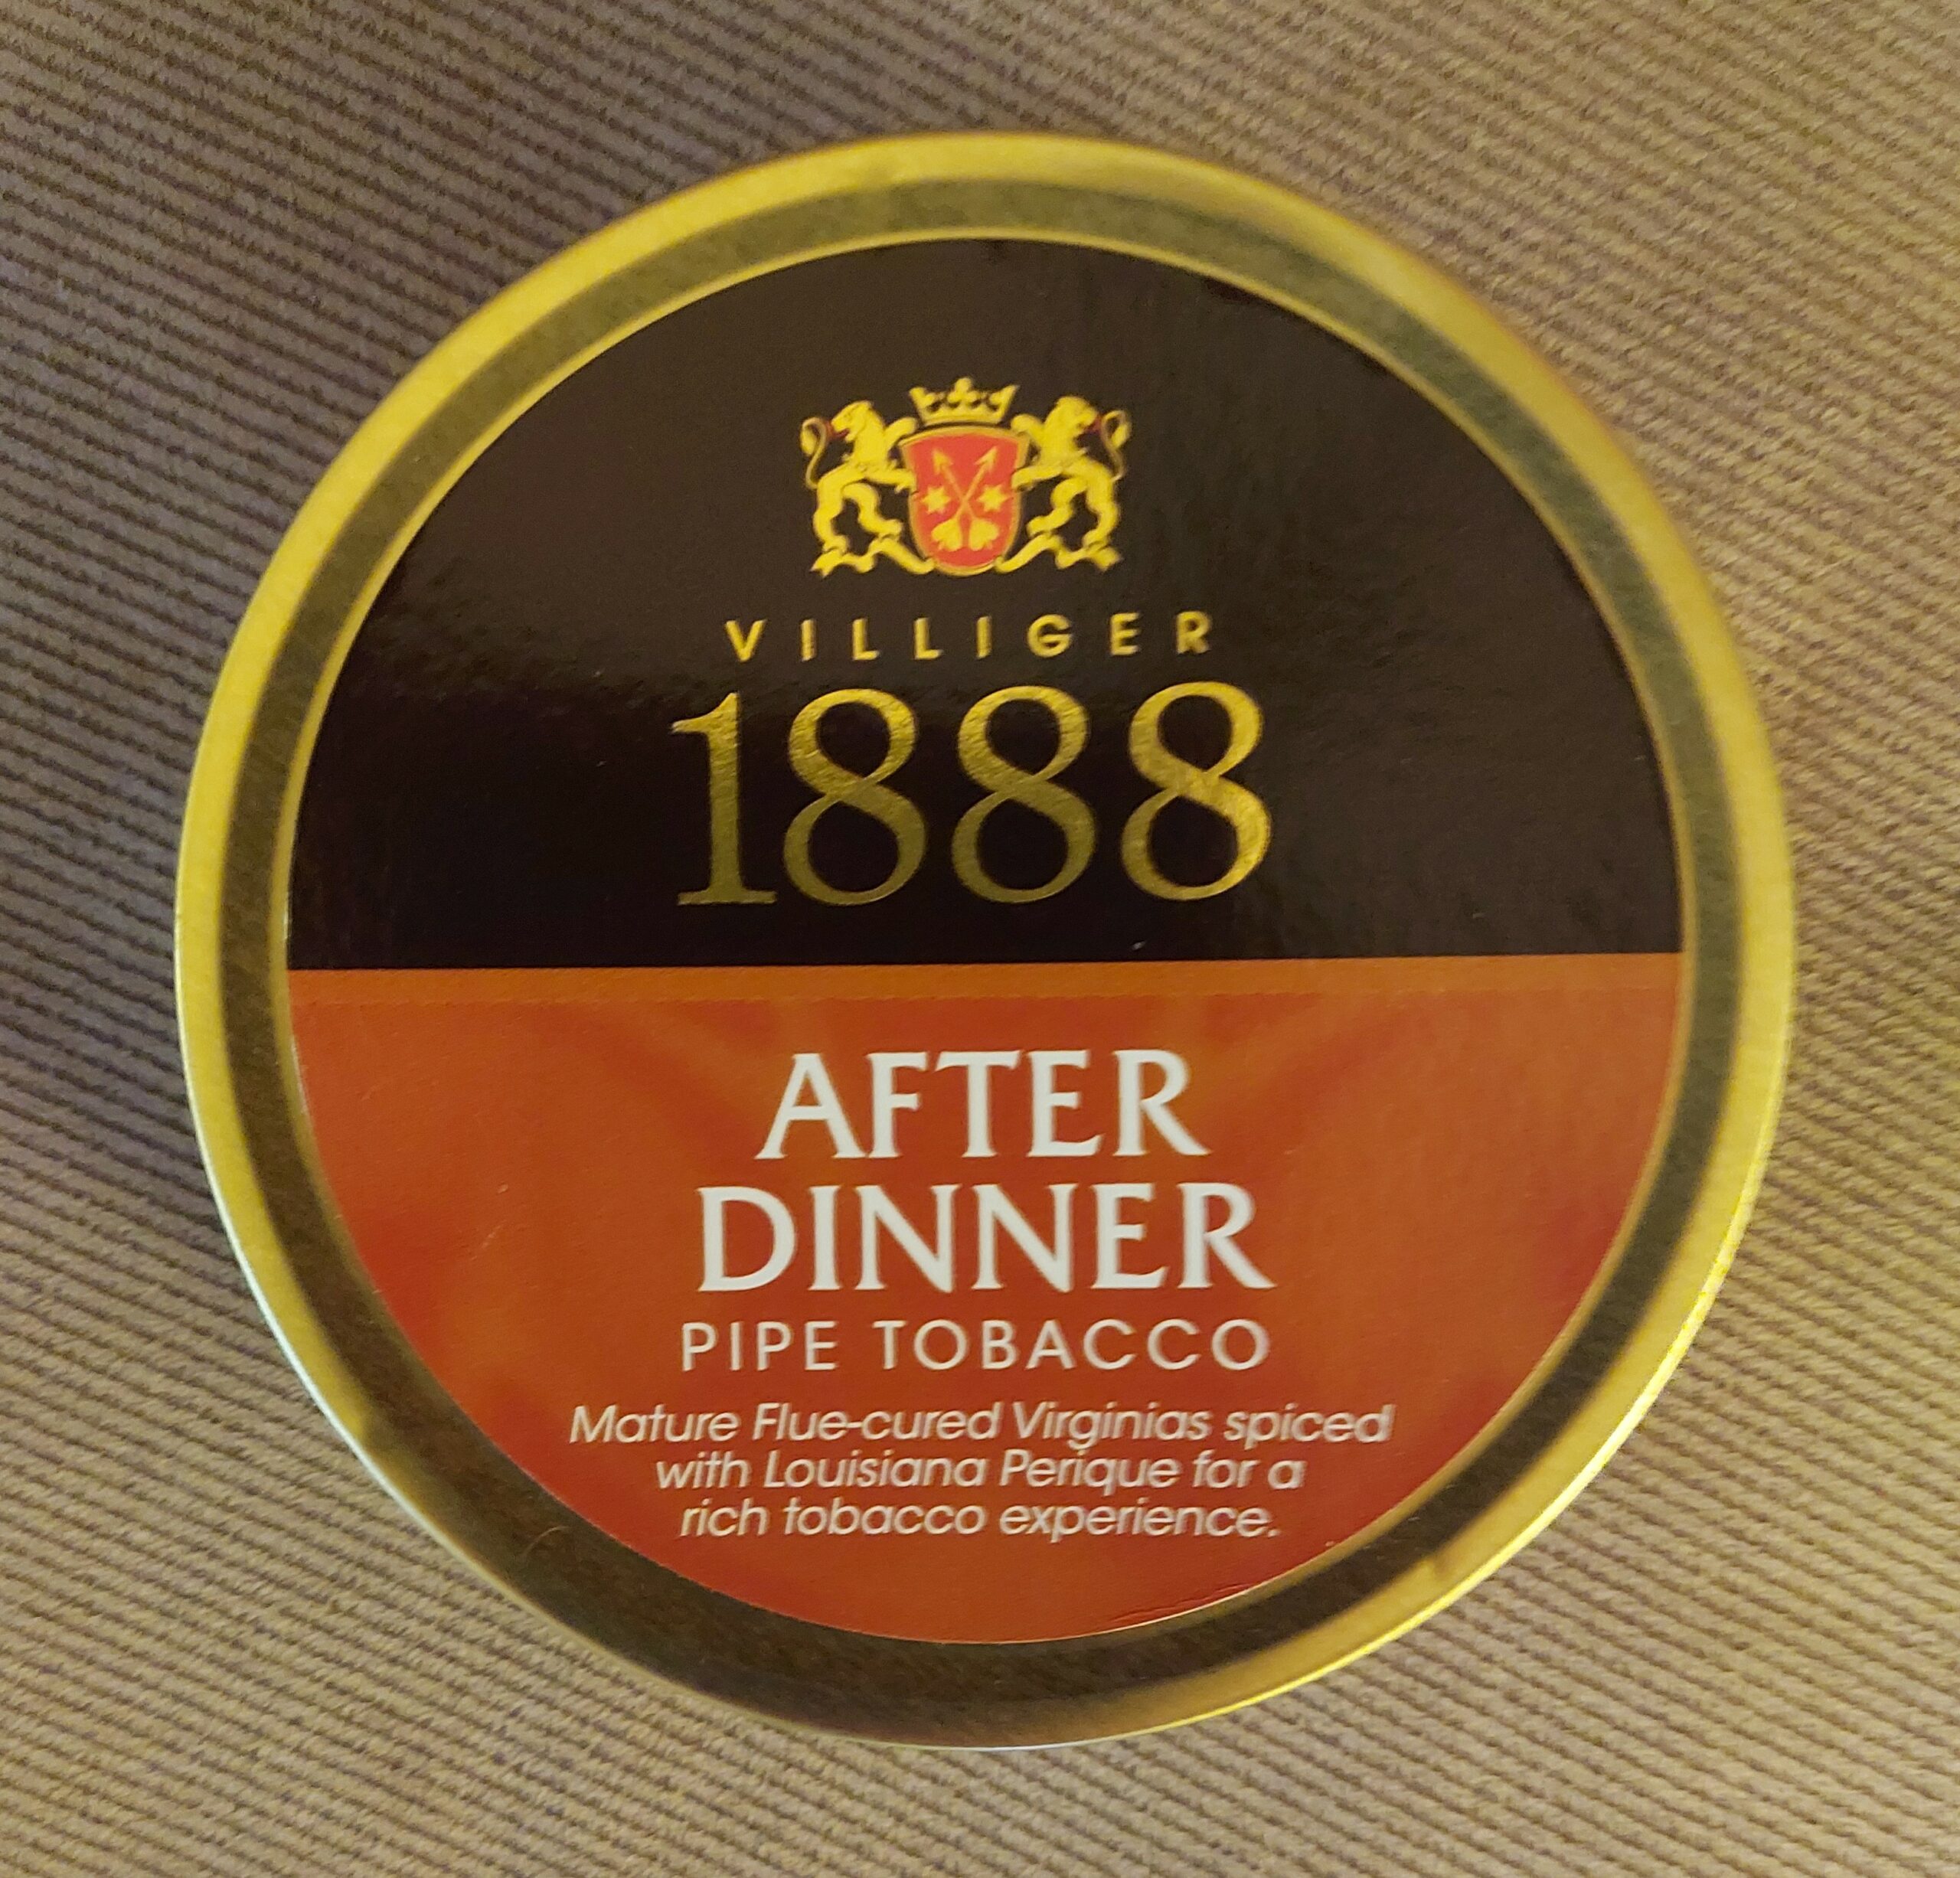 VILLIGER
1888
AFTER
DINNER
PIPE TOBACCO
Mature Flue-cured Virginias spiced
with Louisiana Perique for a
rich tobacco experience.